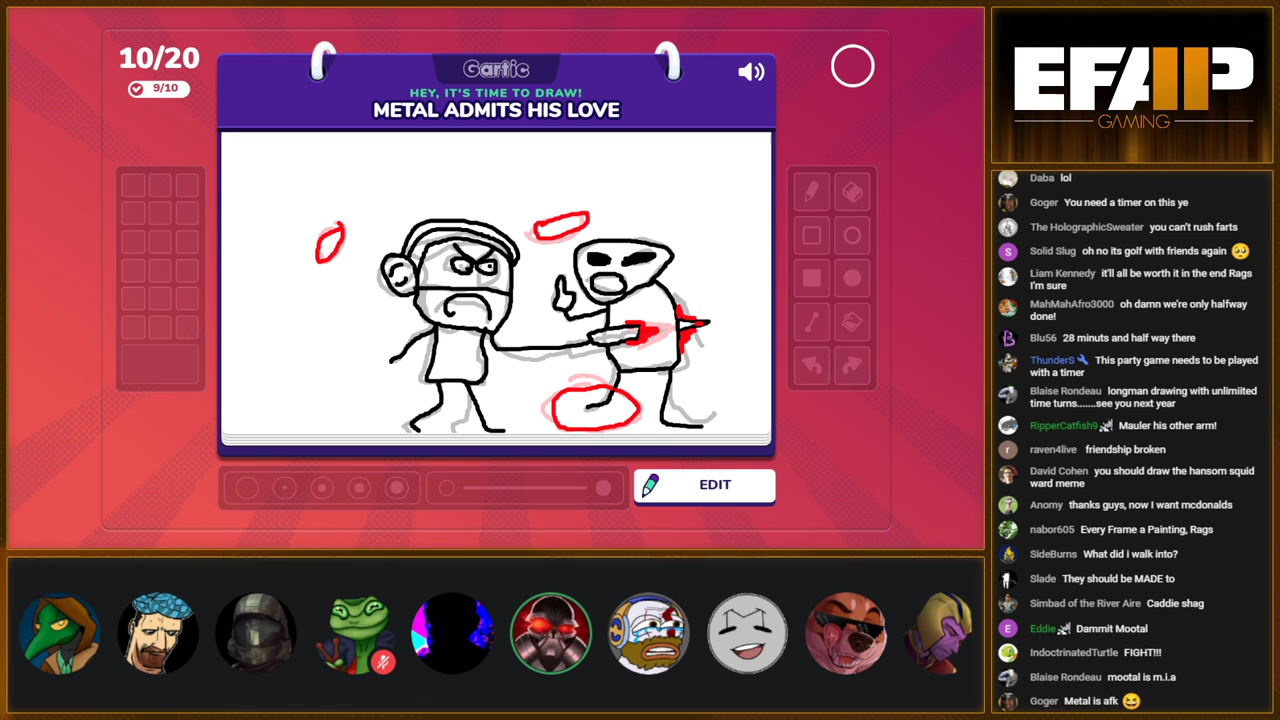 10/20
9/10
Gartic
HEY, IT'S TIME TO DRAW!
METAL ADMITS HIS LOVE
EDIT
EFAP
GAMING
Daba lol
Goger You need a timer on this ye
The HolographicSweater you can't rush farts
Solid Slug oh no its golf with friends again 🥺
Liam Kennedy it'll all be worth it in the end Rags
I'm sure
MahMahAfro3000 oh damn we're only halfway
done!
Blu56 28 minuts and half way there
ThunderS This party game needs to be played
with a timer
Blaise Rondeau longman drawing with unlimiited
time turns.......see you next year
RipperCatfish9 Mauler his other arm!
raven4live friendship broken
David Cohen you should draw the hansom squid
ward meme
Anomy thanks guys, now I want mcdonalds
nabor605 Every Frame a Painting, Rags
SideBurns What did i walk into?
Slade They should be MADE to
Simbad of the River Aire Caddie shag
Eddie Dammit Mootal
IndoctrinatedTurtle FIGHT!!!
Blaise Rondeau mootal is m.i.a
Goger Metal is afk 😆